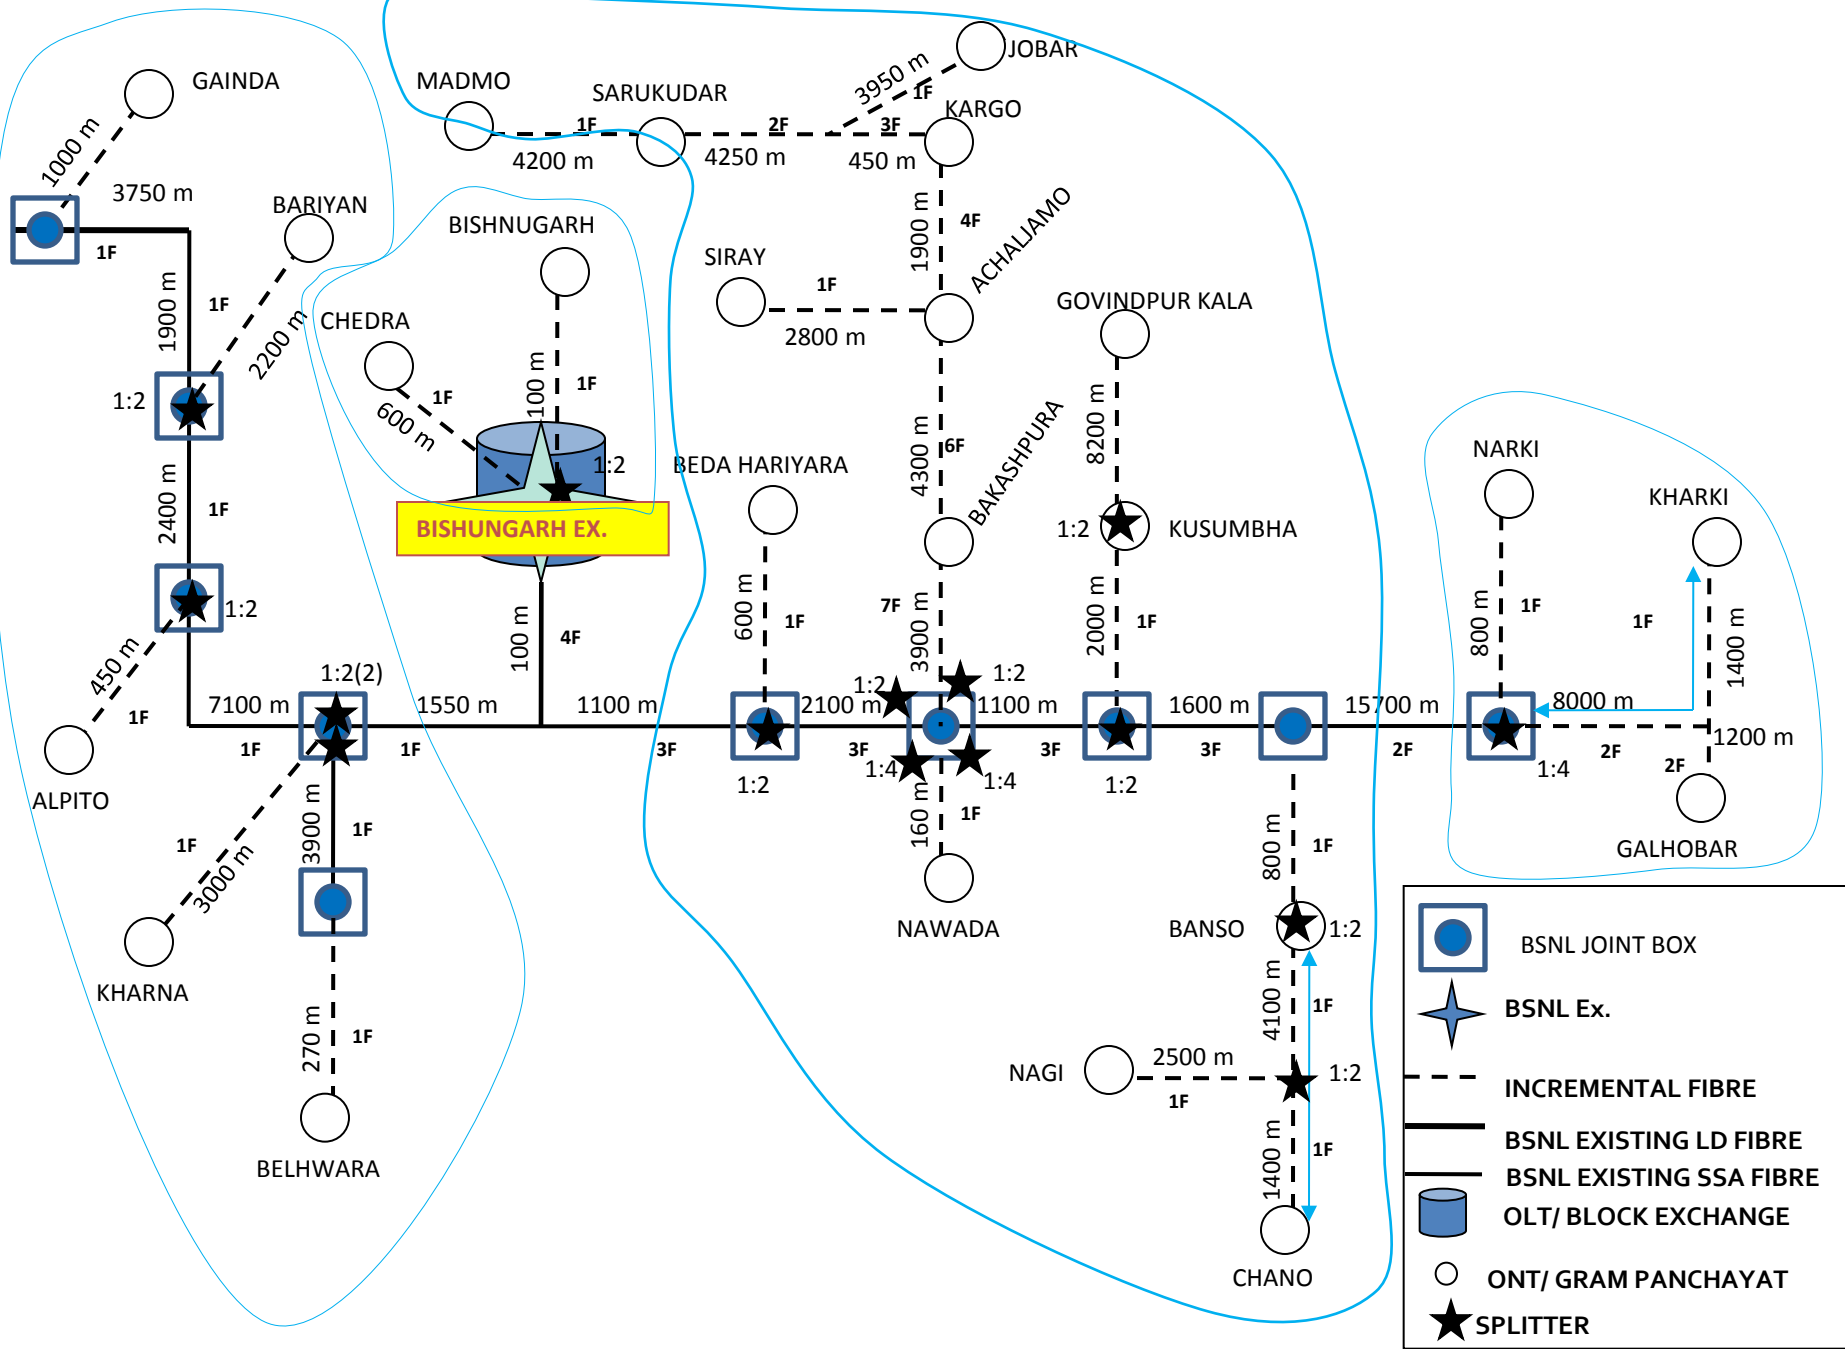 JOBAR
GAINDA
MADMO
SARUKUDAR
3950 m
1F
KARGO
1F
2F
3F
4200 m
4250 m
450 m
1000 m
3750 m
1F
BARIYAN
BISHNUGARH
1900 m
4F
ACHALJAMO
SIRAY
1F
2800 m
GOVINDPUR KALA
1900 m
1F
2200 m
CHEDRA
1F
600 m
100 m
1F
1:2
1:2
BEDA HARIYARA
4300 m
6F
BAKASHPURA
8200 m
NARKI
KHARKI
2400 m
1F
BISHUNGARH EX.
1:2
KUSUMBHA
1:2
450 m
1F
100 m
4F
600 m
1F
7F
3900 m
2000 m
1F
800 m
1F
1F
1400 m
ALPITO
7100 m
1F
1:2(2)
1550 m
1F
1100 m
3F
1:2
2100 m
3F
1:2
1:2
1:4
1:4
1100 m
3F
1:2
1600 m
3F
15700 m
2F
1:4
8000 m
2F
1200 m
2F
GALHOBAR
1F
3000 m
3900 m
1F
160 m
1F
800 m
1F
KHARNA
NAWADA
BANSO
1:2
270 m
1F
4100 m
1F
NAGI
2500 m
1F
1:2
1400 m
1F
BELHWARA
CHANO
BSNL JOINT BOX
BSNL Ex.
INCREMENTAL FIBRE
BSNL EXISTING LD FIBRE
BSNL EXISTING SSA FIBRE
OLT/ BLOCK EXCHANGE
ONT/ GRAM PANCHAYAT
SPLITTER